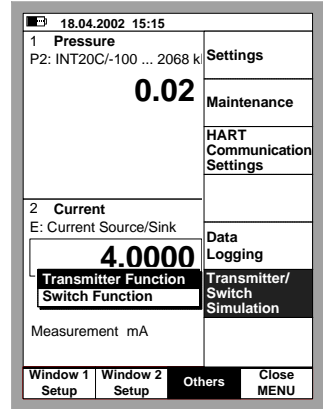 18.04.2002 15:15
1 Pressure
P2: INT20C/-100 ... 2068 k
0.02
Settings
Maintenance
HART
Communication
Settings
2 Current
E: Current Source/Sink
4.0000
Transmitter Function
Switch Function
Measurement mA
Data
Logging
Transmitter/
Switch
Simulation
Window 1
Setup
Window 2
Setup
Others
Close
MENU